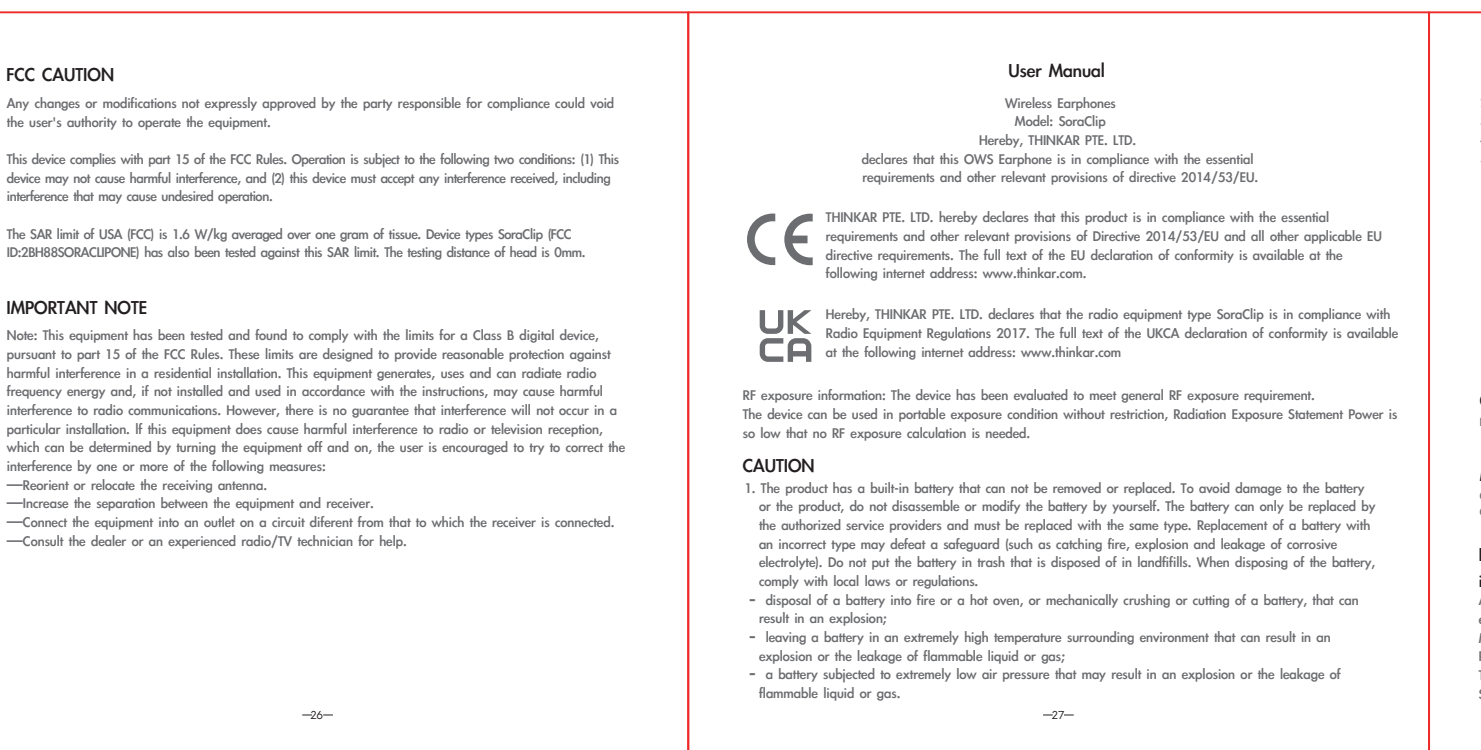 FCC CAUTION
Any changes or modifications not expressly approved by the party responsible for compliance could void
the user's authority to operate the equipment.
This device complies with part 15 of the FCC Rules. Operation is subject to the following two conditions: (1) This
device may not cause harmful interference, and (2) this device must accept any interference received, including
interference that may cause undesired operation.
The SAR limit of USA (FCC) is 1.6 W/kg averaged over one gram of tissue. Device types SoraClip (FCC
ID:2BH88SORACLIPONE) has also been tested against this SAR limit. The testing distance of head is 0mm.
IMPORTANT NOTE
Note: This equipment has been tested and found to comply with the limits for a Class B digital device,
pursuant to part 15 of the FCC Rules. These limits are designed to provide reasonable protection against
harmful interference in a residential installation. This equipment generates, uses and can radiate radio
frequency energy and, if not installed and used in accordance with the instructions, may cause harmful
interference to radio communications. However, there is no guarantee that interference will not occur in a
particular installation. If this equipment does cause harmful interference to radio or television reception,
which can be determined by turning the equipment off and on, the user is encouraged to try to correct the
interference by one or more of the following measures:
—Reorient or relocate the receiving antenna.
—Increase the separation between the equipment and receiver.
—Connect the equipment into an outlet on a circuit diferent from that to which the receiver is connected.
—Consult the dealer or an experienced radio/TV technician for help.
—26—
User Manual
Wireless Earphones
Model: SoraClip
Hereby, THINKAR PTE. LTD.
declares that this OWS Earphone is in compliance with the essential
requirements and other relevant provisions of directive 2014/53/EU.
CE
THINKAR PTE. LTD. hereby declares that this product is in compliance with the essential
requirements and other relevant provisions of Directive 2014/53/EU and all other applicable EU
directive requirements. The full text of the EU declaration of conformity is available at the
following internet address: www.thinkar.com.
UK
CA
Hereby, THINKAR PTE. LTD. declares that the radio equipment type SoraClip is in compliance with
Radio Equipment Regulations 2017. The full text of the UKCA declaration of conformity is available
at the following internet address: www.thinkar.com
RF exposure information: The device has been evaluated to meet general RF exposure requirement.
The device can be used in portable exposure condition without restriction, Radiation Exposure Statement Power is
so low that no RF exposure calculation is needed.
CAUTION
1. The product has a built-in battery that can not be removed or replaced. To avoid damage to the battery
or the product, do not disassemble or modify the battery by yourself. The battery can only be replaced by
the authorized service providers and must be replaced with the same type. Replacement of a battery with
an incorrect type may defeat a safeguard (such as catching fire, explosion and leakage of corrosive
electrolyte). Do not put the battery in trash that is disposed of in landfifills. When disposing of the battery,
comply with local laws or regulations.
- disposal of a battery into fire or a hot oven, or mechanically crushing or cutting of a battery, that can
result in an explosion;
- leaving a battery in an extremely high temperature surrounding environment that can result in an
explosion or the leakage of flammable liquid or gas;
- a battery subjected to extremely low air pressure that may result in an explosion or the leakage of
flammable liquid or gas.
—27—